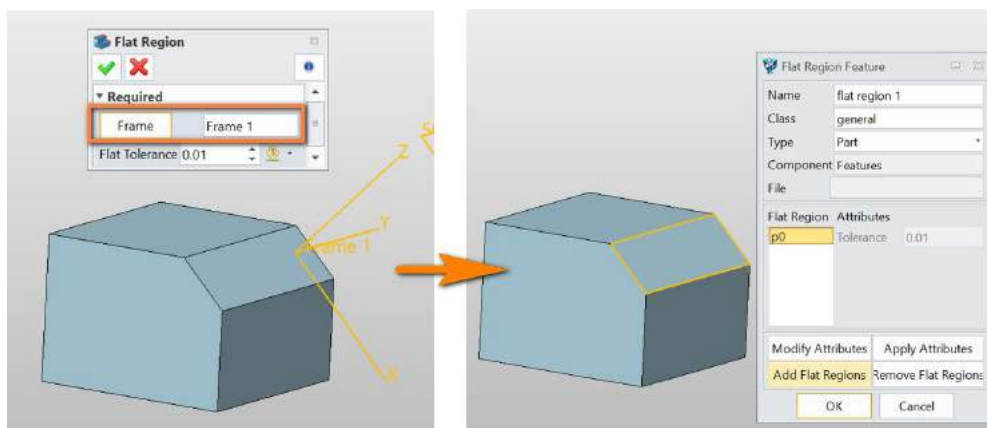 Flat Region
Required
Frame Frame 1
Flat Tolerance 0.01
Z
Y
Frame 1
X
Flat Region Feature
Name flat region 1
Class general
Type Part
Component Features
File
Flat Region Attributes
p0 Tolerance 0.01
Modify Attributes Apply Attributes
Add Flat Regions Remove Flat Regions
OK Cancel